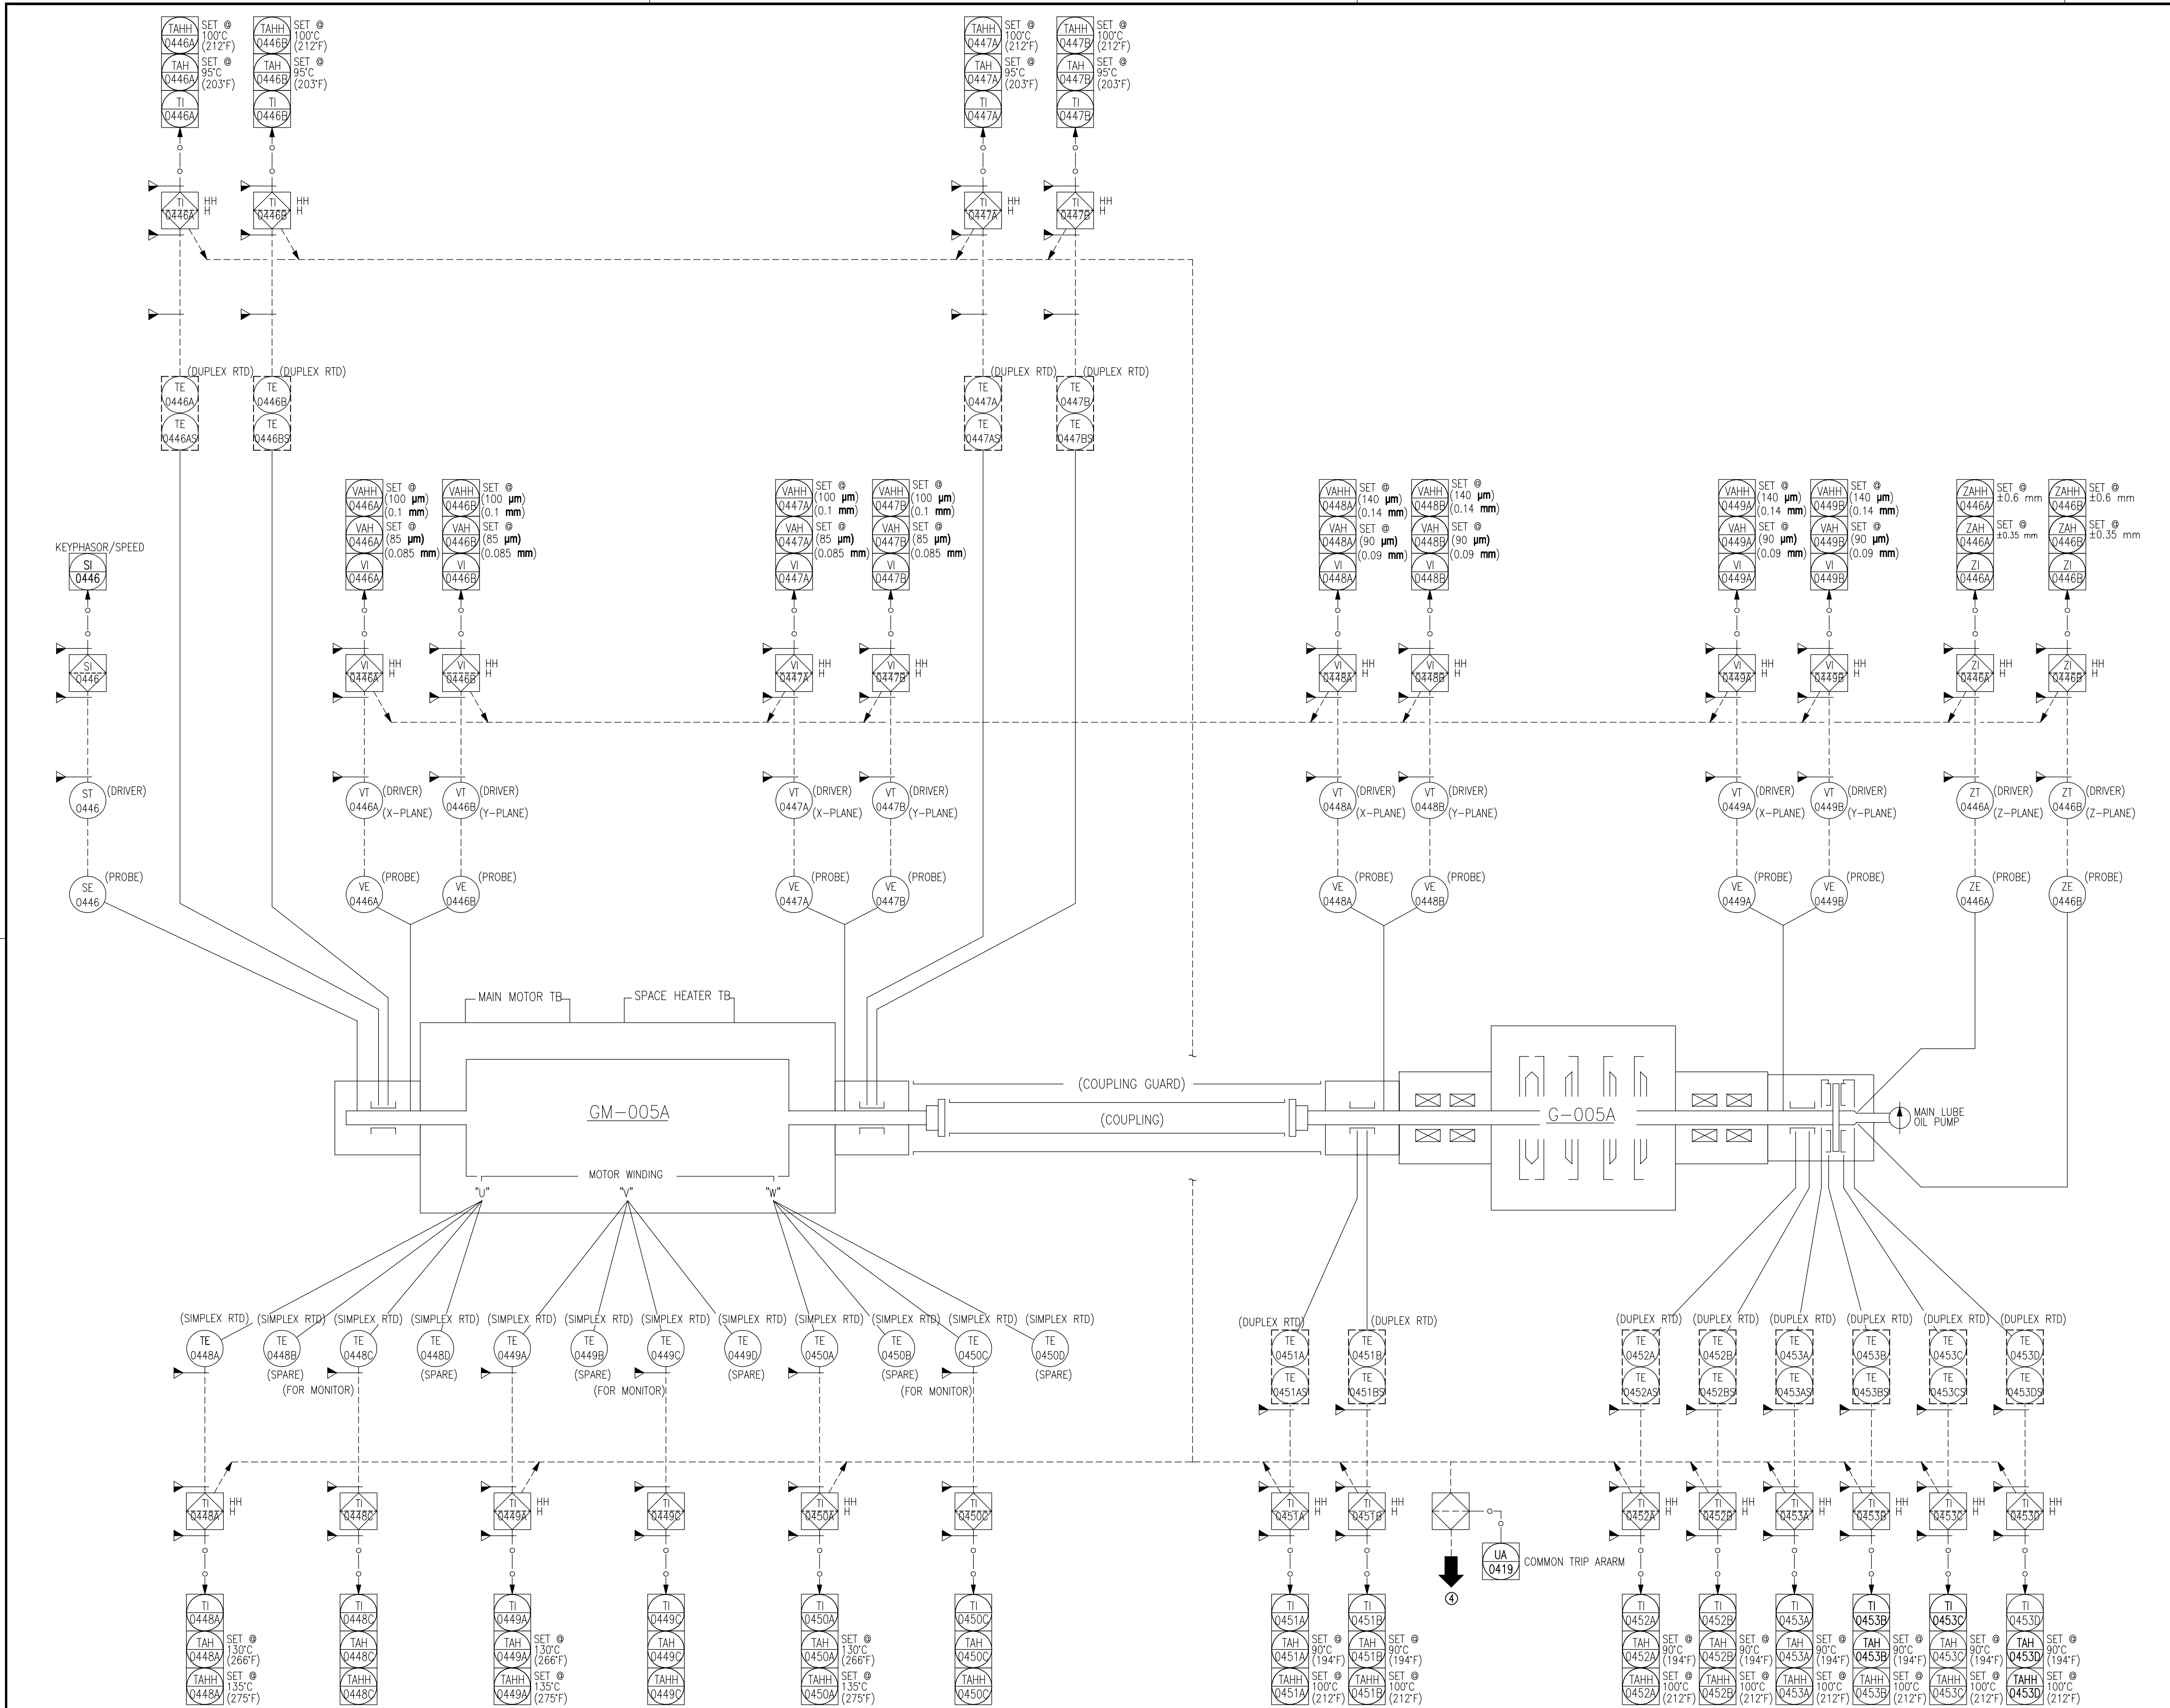 TAHH 0446A SET @ 100°C (212°F)
TAH 0446A SET @ 95°C (203°F)
TI 0446A
TAHH 0446B SET @ 100°C (212°F)
TAH 0446B SET @ 95°C (203°F)
TI 0446B
TAHH 0447A SET @ 100°C (212°F)
TAH 0447A SET @ 95°C (203°F)
TI 0447A
TAHH 0447B SET @ 100°C (212°F)
TAH 0447B SET @ 95°C (203°F)
TI 0447B
TI 0446A HH H
TI 0446B HH H
TI 0447A HH H
TI 0447B HH H
(DUPLEX RTD)
TE 0446A
TE 0446AS
(DUPLEX RTD)
TE 0446B
TE 0446BS
(DUPLEX RTD)
TE 0447A
TE 0447AS
(DUPLEX RTD)
TE 0447B
TE 0447BS
KEYPHASOR/SPEED
SI 0446
VAHH 0446A SET @ (100 µm) (0.1 mm)
VAH 0446A SET @ (85 µm) (0.085 mm)
VI 0446A
VAHH 0446B SET @ (100 µm) (0.1 mm)
VAH 0446B SET @ (85 µm) (0.085 mm)
VI 0446B
VAHH 0447A SET @ (100 µm) (0.1 mm)
VAH 0447A SET @ (85 µm) (0.085 mm)
VI 0447A
VAHH 0447B SET @ (100 µm) (0.1 mm)
VAH 0447B SET @ (85 µm) (0.085 mm)
VI 0447B
VAHH 0448A SET @ (140 µm) (0.14 mm)
VAH 0448A SET @ (90 µm) (0.09 mm)
VI 0448A
VAHH 0448B SET @ (140 µm) (0.14 mm)
VAH 0448B SET @ (90 µm) (0.09 mm)
VI 0448B
VAHH 0449A SET @ (140 µm) (0.14 mm)
VAH 0449A SET @ (90 µm) (0.09 mm)
VI 0449A
VAHH 0449B SET @ (140 µm) (0.14 mm)
VAH 0449B SET @ (90 µm) (0.09 mm)
VI 0449B
ZAHH 0446A SET @ ±0.6 mm
ZAH 0446A SET @ ±0.35 mm
ZI 0446A
ZAHH 0446B SET @ ±0.6 mm
ZAH 0446B SET @ ±0.35 mm
ZI 0446B
SI 0446
VI 0446A HH H
VI 0446B HH H
VI 0447A HH H
VI 0447B HH H
VI 0448A HH H
VI 0448B HH H
VI 0449A HH H
VI 0449B HH H
ZI 0446A HH H
ZI 0446B HH H
ST 0446 (DRIVER)
VT 0446A (DRIVER) (X-PLANE)
VT 0446B (DRIVER) (Y-PLANE)
VT 0447A (DRIVER) (X-PLANE)
VT 0447B (DRIVER) (Y-PLANE)
VT 0448A (DRIVER) (X-PLANE)
VT 0448B (DRIVER) (Y-PLANE)
VT 0449A (DRIVER) (X-PLANE)
VT 0449B (DRIVER) (Y-PLANE)
ZT 0446A (DRIVER) (Z-PLANE)
ZT 0446B (DRIVER) (Z-PLANE)
SE 0446 (PROBE)
VE 0446A (PROBE)
VE 0446B (PROBE)
VE 0447A (PROBE)
VE 0447B (PROBE)
VE 0448A (PROBE)
VE 0448B (PROBE)
VE 0449A (PROBE)
VE 0449B (PROBE)
ZE 0446A (PROBE)
ZE 0446B (PROBE)
MAIN MOTOR TB
SPACE HEATER TB
GM-005A
(COUPLING GUARD)
(COUPLING)
G-005A
MAIN LUBE
OIL PUMP
MOTOR WINDING
"U"
"V"
"W"
(SIMPLEX RTD) TE 0448A
(SIMPLEX RTD) TE 0448B (SPARE)
(SIMPLEX RTD) TE 0448C (FOR MONITOR)
(SIMPLEX RTD) TE 0448D (SPARE)
(SIMPLEX RTD) TE 0449A
(SIMPLEX RTD) TE 0449B (SPARE)
(SIMPLEX RTD) TE 0449C (FOR MONITOR)
(SIMPLEX RTD) TE 0449D (SPARE)
(SIMPLEX RTD) TE 0450A
(SIMPLEX RTD) TE 0450B (SPARE)
(SIMPLEX RTD) TE 0450C (FOR MONITOR)
(SIMPLEX RTD) TE 0450D (SPARE)
(DUPLEX RTD) TE 0451A
TE 0451AS
(DUPLEX RTD) TE 0451B
TE 0451BS
(DUPLEX RTD) TE 0452A
TE 0452AS
(DUPLEX RTD) TE 0452B
TE 0452BS
(DUPLEX RTD) TE 0453A
TE 0453AS
(DUPLEX RTD) TE 0453B
TE 0453BS
(DUPLEX RTD) TE 0453C
TE 0453CS
(DUPLEX RTD) TE 0453D
TE 0453DS
TI 0448A HH H
TI 0448C
TI 0449A HH H
TI 0449C
TI 0450A HH H
TI 0450C
TI 0451A HH H
TI 0451B HH H
UA 0419 COMMON TRIP ARARM
4
TI 0452A HH H
TI 0452B HH H
TI 0453A HH H
TI 0453B HH H
TI 0453C HH H
TI 0453D HH H
TI 0448A
TAH 0448A SET @ 130°C (266°F)
TAHH 0448A SET @ 135°C (275°F)
TI 0448C
TAH 0448C
TAHH 0448C
TI 0449A
TAH 0449A SET @ 130°C (266°F)
TAHH 0449A SET @ 135°C (275°F)
TI 0449C
TAH 0449C
TAHH 0449C
TI 0450A
TAH 0450A SET @ 130°C (266°F)
TAHH 0450A SET @ 135°C (275°F)
TI 0450C
TAH 0450C
TAHH 0450C
TI 0451A
TAH 0451A SET @ 90°C (194°F)
TAHH 0451A SET @ 100°C (212°F)
TI 0451B
TAH 0451B SET @ 90°C (194°F)
TAHH 0451B SET @ 100°C (212°F)
TI 0452A
TAH 0452A SET @ 90°C (194°F)
TAHH 0452A SET @ 100°C (212°F)
TI 0452B
TAH 0452B SET @ 90°C (194°F)
TAHH 0452B SET @ 100°C (212°F)
TI 0453A
TAH 0453A SET @ 90°C (194°F)
TAHH 0453A SET @ 100°C (212°F)
TI 0453B
TAH 0453B SET @ 90°C (194°F)
TAHH 0453B SET @ 100°C (212°F)
TI 0453C
TAH 0453C SET @ 90°C (194°F)
TAHH 0453C SET @ 100°C (212°F)
TI 0453D
TAH 0453D SET @ 90°C (194°F)
TAHH 0453D SET @ 100°C (212°F)